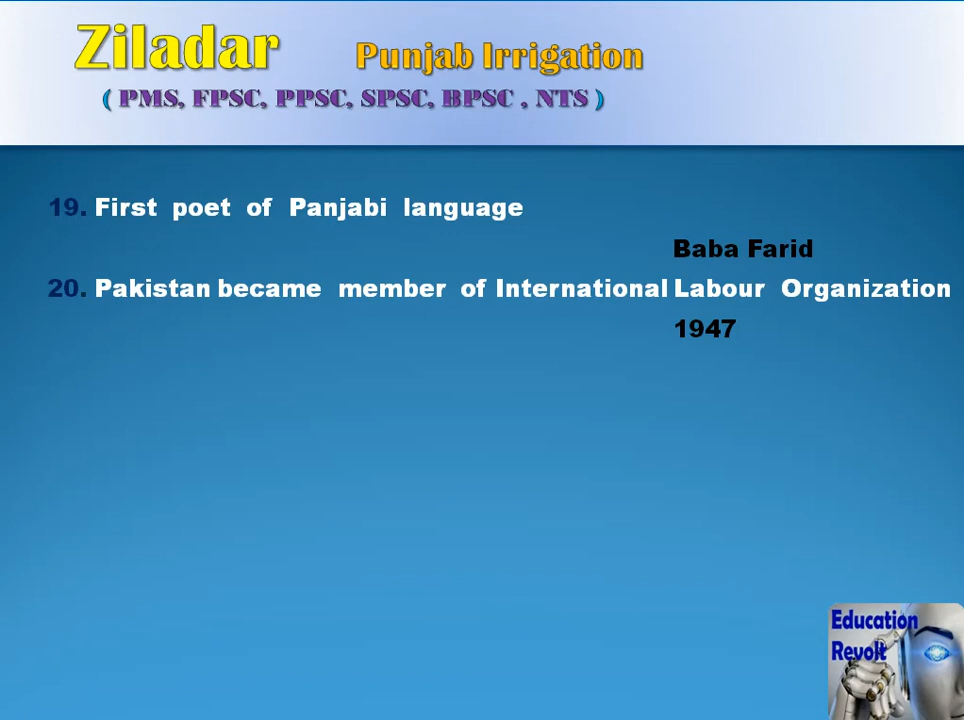 Ziladar Punjab Irrigation
( PMS, FPSC, PPSC, SPSC, BPSC , NTS )
19. First poet of Panjabi language
Baba Farid
20. Pakistan became member of International Labour Organization
1947
Education
Revolt